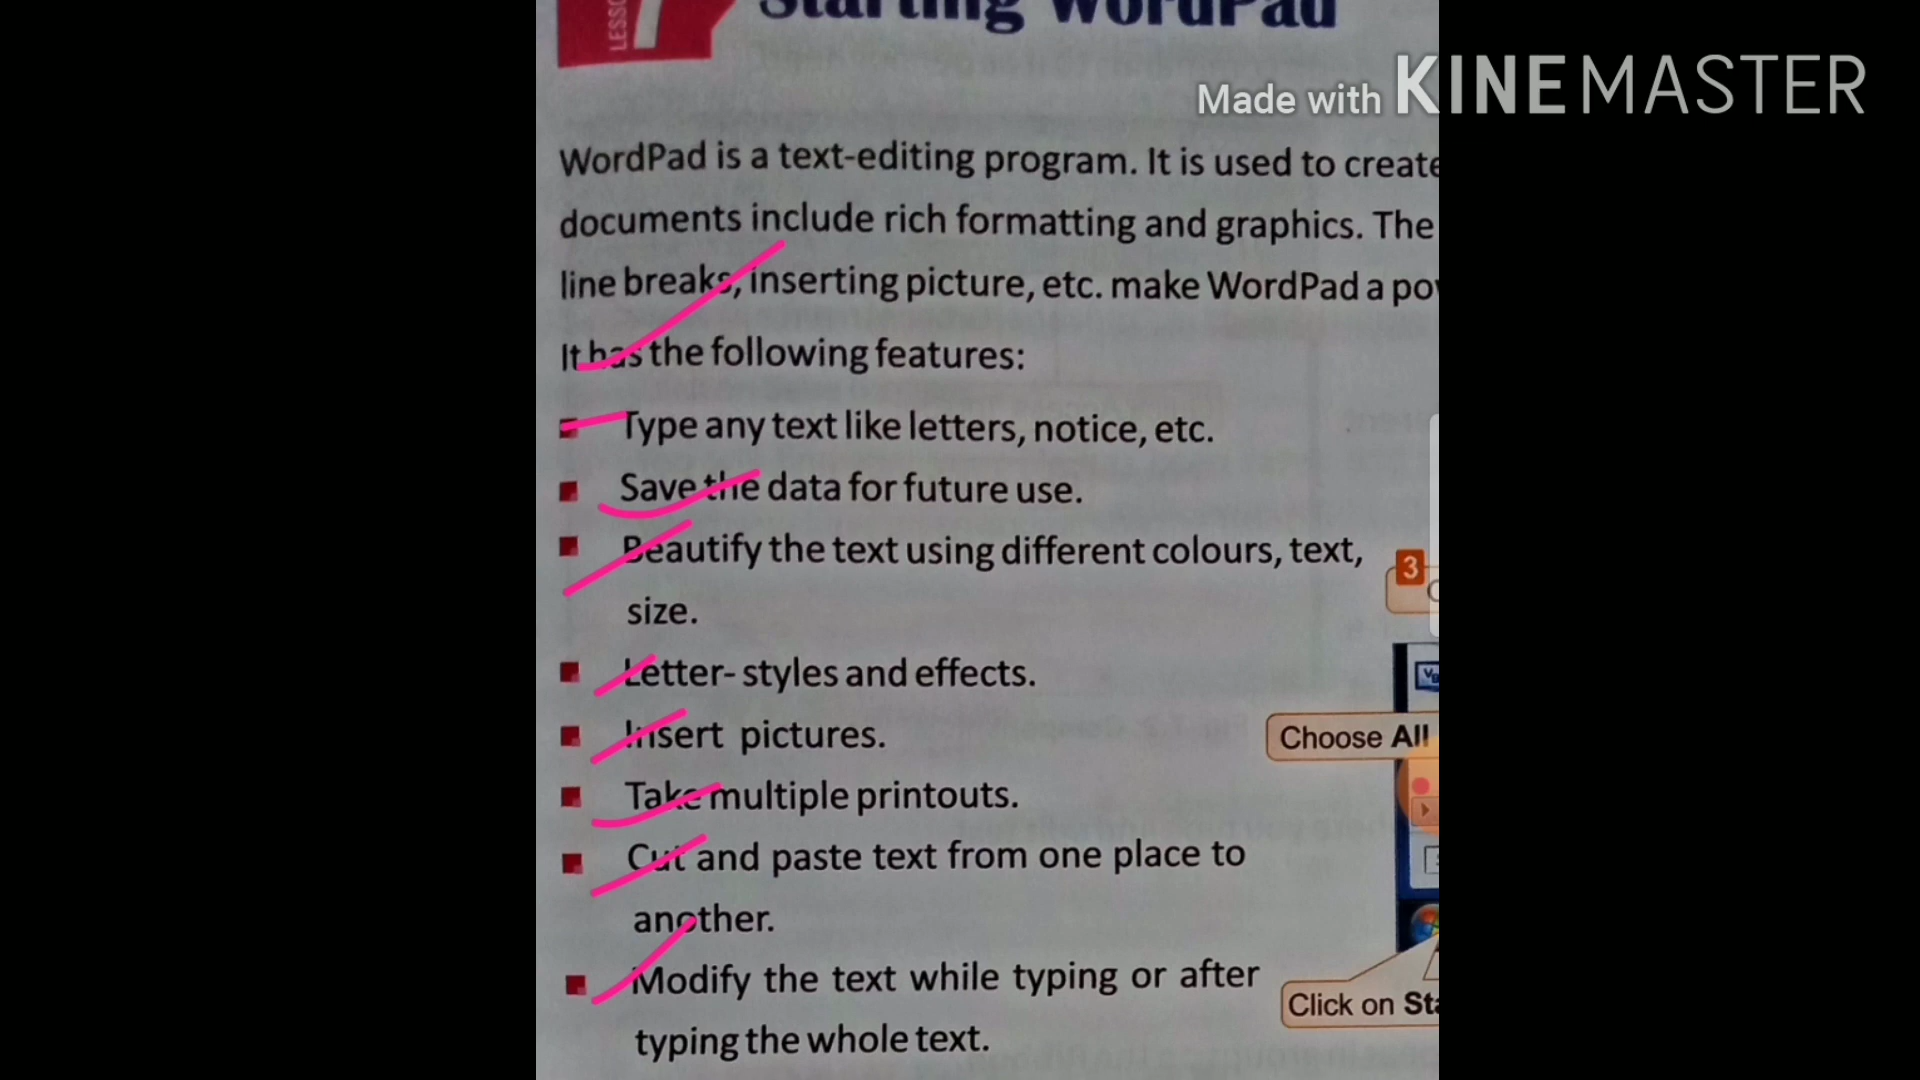 LESSO
7
Starting WordPad
Made with KINEMASTER
WordPad is a text-editing program. It is used to create
documents include rich formatting and graphics. The
line breaks, inserting picture, etc. make WordPad a po
It has the following features:
Type any text like letters, notice, etc.
Save the data for future use.
Beautify the text using different colours, text,
size.
3
Letter- styles and effects.
Insert pictures.
Choose All
Take multiple printouts.
Cut and paste text from one place to
another.
Modify the text while typing or after
Click on Sta
typing the whole text.